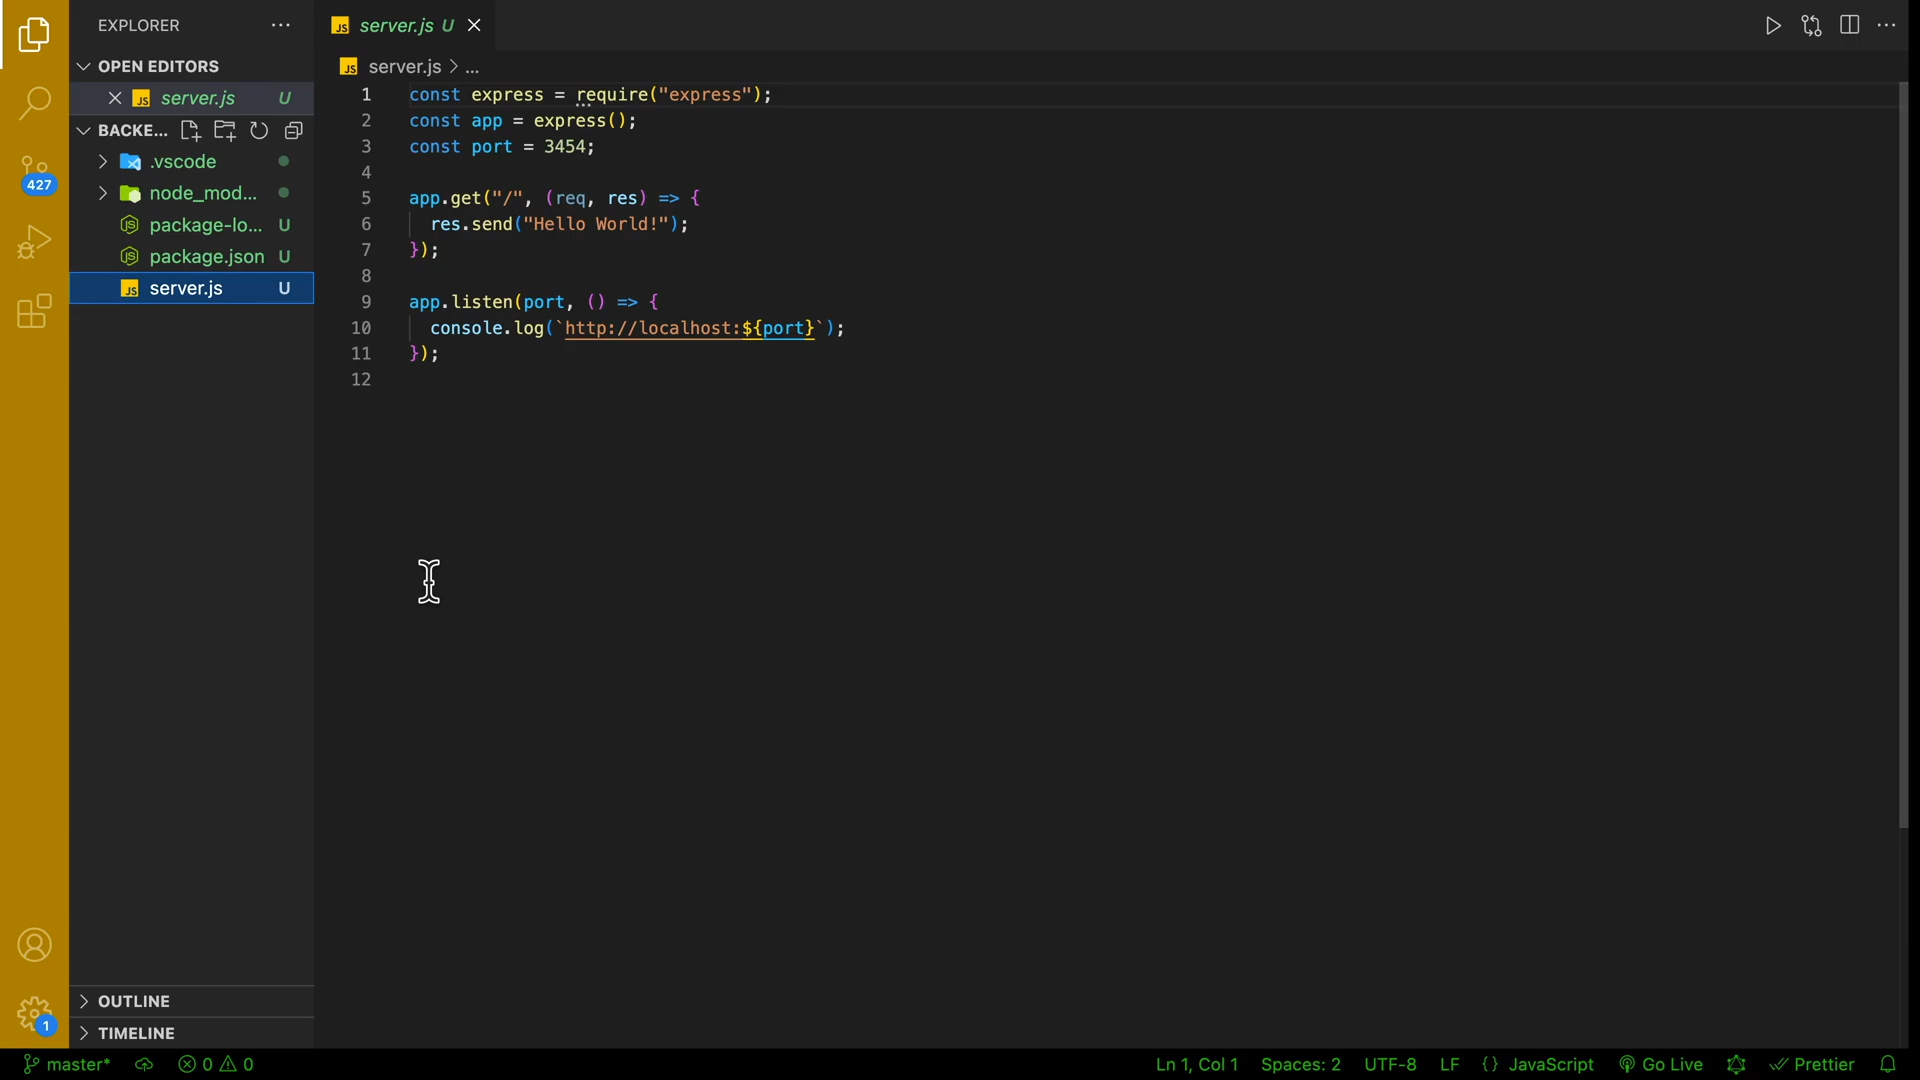 EXPLORER
OPEN EDITORS
server.js U
BACKE...
.vscode
node_mod...
package-lo... U
package.json U
server.js U
427
OUTLINE
TIMELINE
1
server.js U
server.js > ...
1 const express = require("express");
2 const app = express();
3 const port = 3454;
4
5 app.get("/", (req, res) => {
6 res.send("Hello World!");
7 });
8
9 app.listen(port, () => {
10 console.log(`http://localhost:${port}`);
11 });
12
master* 0 0 Ln 1, Col 1 Spaces: 2 UTF-8 LF {} JavaScript Go Live Prettier